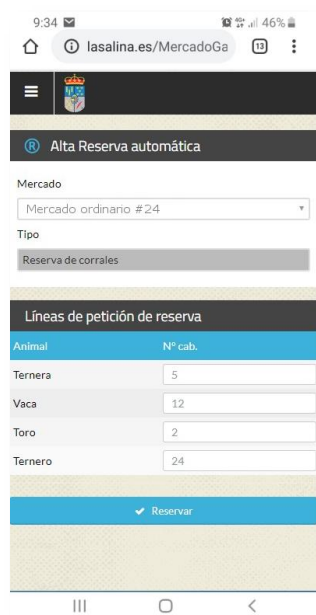 9:34 46%
lasalina.es/MercadoGa 13
® Alta Reserva automática
Mercado
Mercado ordinario #24
Tipo
Reserva de corrales
Líneas de petición de reserva
Animal Nº cab.
Ternera 5
Vaca 12
Toro 2
Ternero 24
Reservar